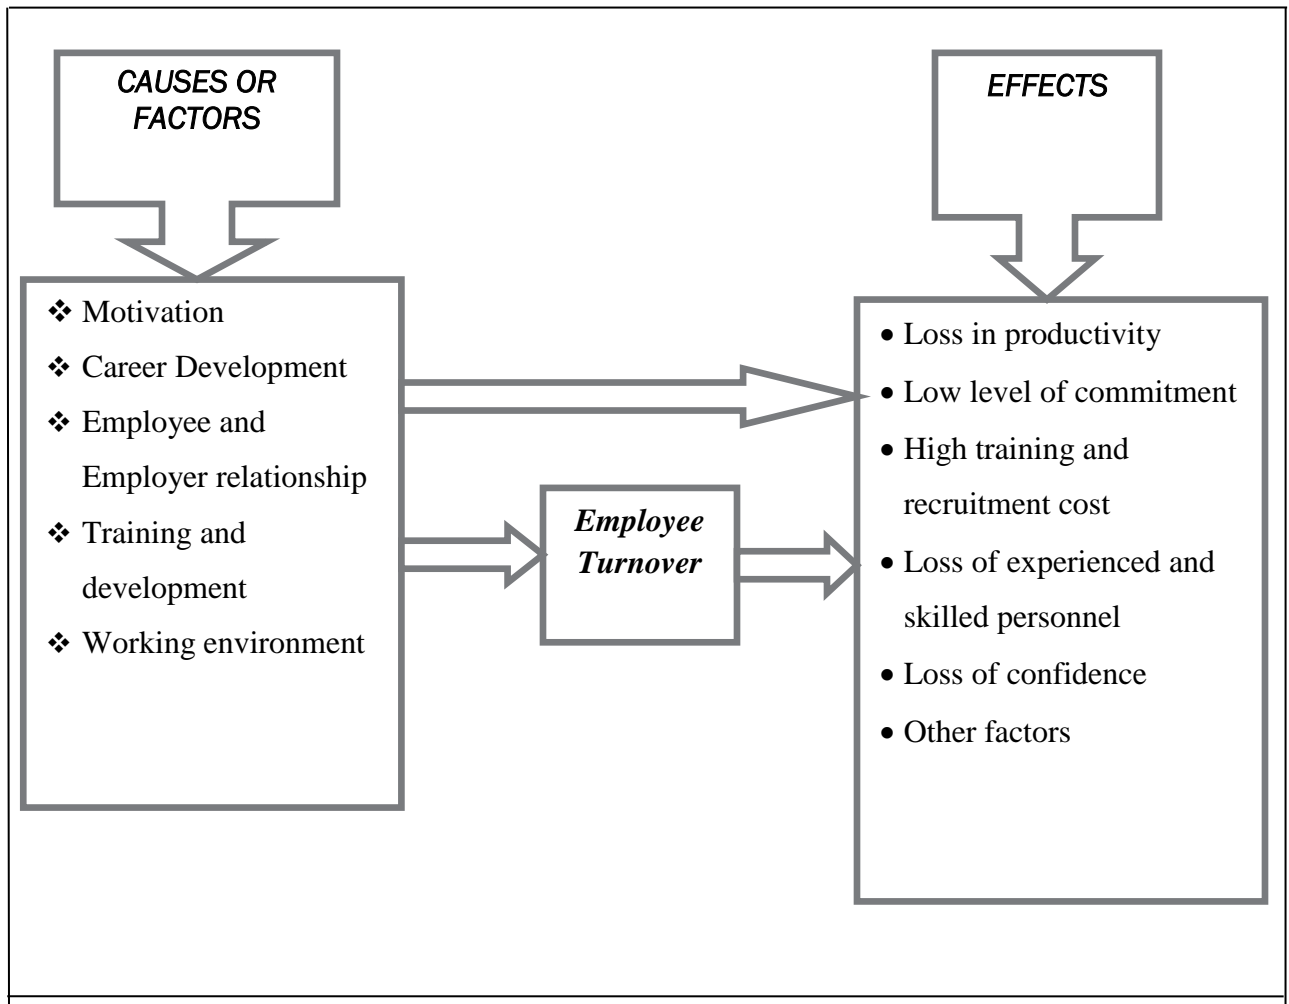 CAUSES OR
FACTORS
❖ Motivation
❖ Career Development
❖ Employee and
Employer relationship
❖ Training and
development
❖ Working environment
Employee
Turnover
EFFECTS
• Loss in productivity
• Low level of commitment
• High training and
recruitment cost
• Loss of experienced and
skilled personnel
• Loss of confidence
• Other factors